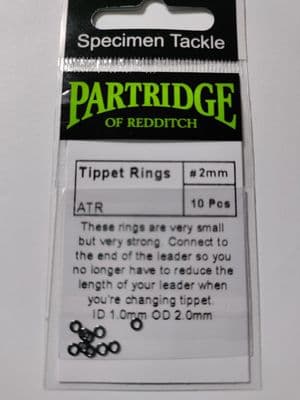 Specimen Tackle
PARTRIDGE
OF REDDITCH
Tippet Rings #2mm
ATR 10 Pcs
These rings are very small
but very strong. Connect to
the end of the leader so you
no longer have to reduce the
length of your leader when
you're changing tippet.
ID 1.0mm OD 2.0mm